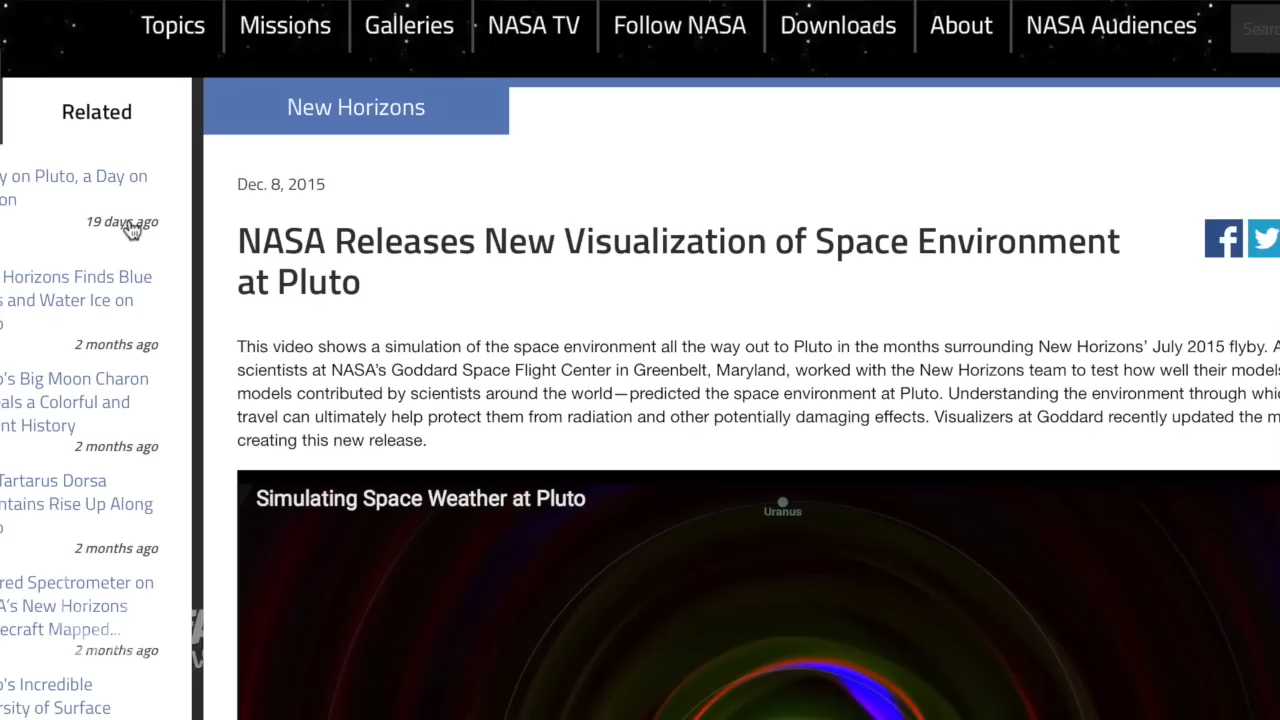 Topics Missions Galleries NASA TV Follow NASA Downloads About NASA Audiences
Related
y on Pluto, a Day on
on
19 days ago
Horizons Finds Blue
s and Water Ice on
o
2 months ago
o's Big Moon Charon
als a Colorful and
nt History
2 months ago
Tartarus Dorsa
ntains Rise Up Along
o
2 months ago
red Spectrometer on
A's New Horizons
ecraft Mapped...
2 months ago
o's Incredible
rsity of Surface
New Horizons
Dec. 8, 2015
NASA Releases New Visualization of Space Environment
at Pluto
This video shows a simulation of the space environment all the way out to Pluto in the months surrounding New Horizons’ July 2015 flyby. A
scientists at NASA’s Goddard Space Flight Center in Greenbelt, Maryland, worked with the New Horizons team to test how well their models
models contributed by scientists around the world—predicted the space environment at Pluto. Understanding the environment through whic
travel can ultimately help protect them from radiation and other potentially damaging effects. Visualizers at Goddard recently updated the m
creating this new release.
Simulating Space Weather at Pluto
Uranus